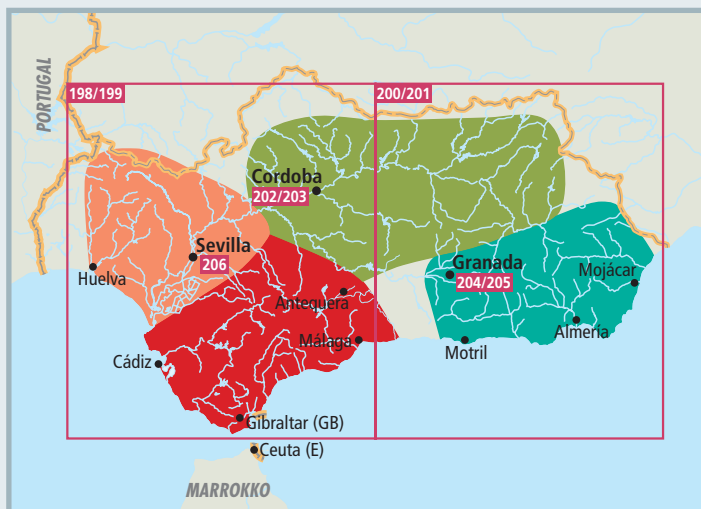 PORTUGAL
198/199
200/201
Cordoba
202/203
Sevilla
206
Huelva
Granada
204/205
Mojácar
Antequera
Almería
Málaga
Motril
Cádiz
Gibraltar (GB)
Ceuta (E)
MARROKKO